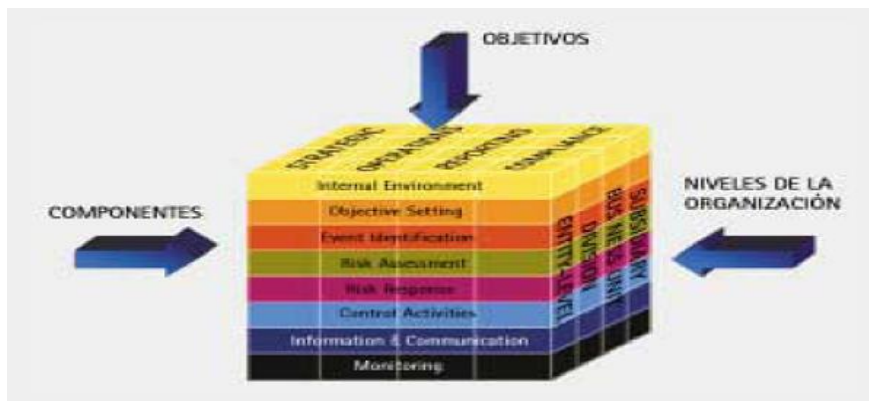 OBJETIVOS
STRATEGIC
OPERATIONS
REPORTING
COMPLIANCE
COMPONENTES
NIVELES DE LA
ORGANIZACIÓN
Internal Environment
Objective Setting
Event Identification
Risk Assessment
Risk Response
Control Activities
Information & Communication
Monitoring
ENTITY-LEVEL
DIVISION
BUSINESS UNIT
SUBSIDIARY